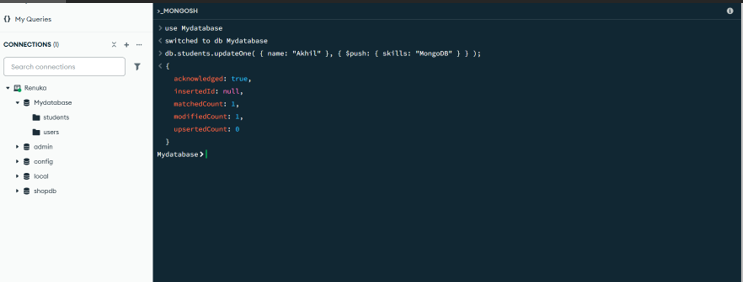 My Queries
CONNECTIONS (1)
Search connections
Renuka
Mydatabase
students
users
admin
config
local
shopdb
>_MONGOSH
> use Mydatabase
< switched to db Mydatabase
> db.students.updateOne( { name: "Akhil" }, { $push: { skills: "MongoDB" } } );
< {
acknowledged: true,
insertedId: null,
matchedCount: 1,
modifiedCount: 1,
upsertedCount: 0
}
Mydatabase>